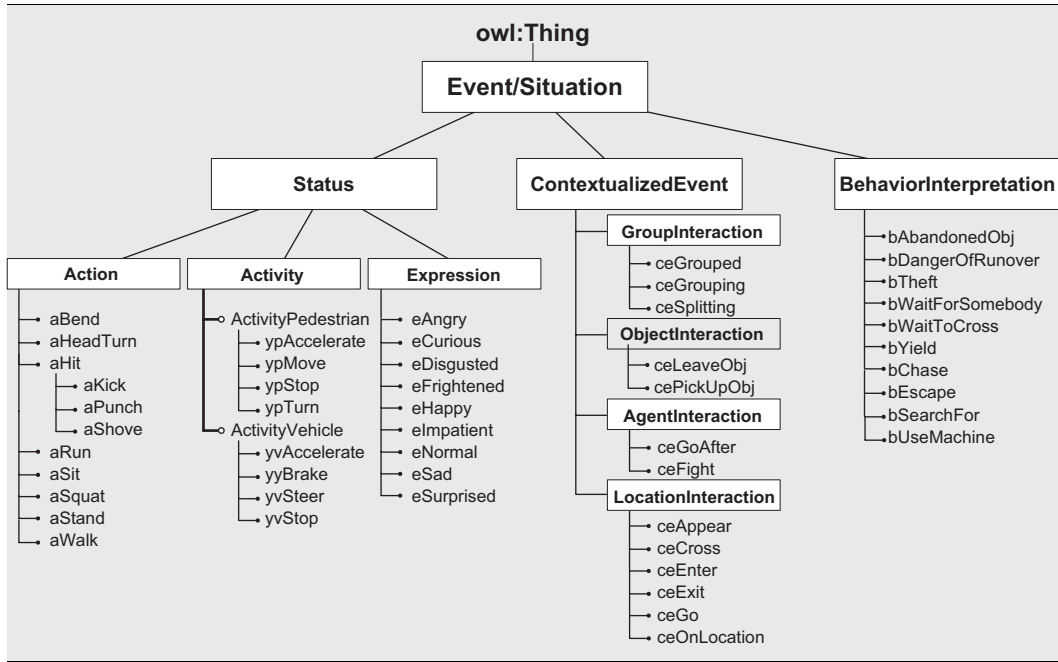 owl:Thing
Event/Situation
Status
ContextualizedEvent
BehaviorInterpretation
Action
aBend
aHeadTurn
aHit
aKick
aPunch
aShove
aRun
aSit
aSquat
aStand
aWalk
Activity
ActivityPedestrian
ypAccelerate
ypMove
ypStop
ypTurn
ActivityVehicle
yvAccelerate
yyBrake
yvSteer
yvStop
Expression
eAngry
eCurious
eDisgusted
eFrightened
eHappy
eImpatient
eNormal
eSad
eSurprised
GroupInteraction
ceGrouped
ceGrouping
ceSplitting
ObjectInteraction
ceLeaveObj
cePickUpObj
AgentInteraction
ceGoAfter
ceFight
LocationInteraction
ceAppear
ceCross
ceEnter
ceExit
ceGo
ceOnLocation
bAbandonedObj
bDangerOfRunover
bTheft
bWaitForSomebody
bWaitToCross
bYield
bChase
bEscape
bSearchFor
bUseMachine